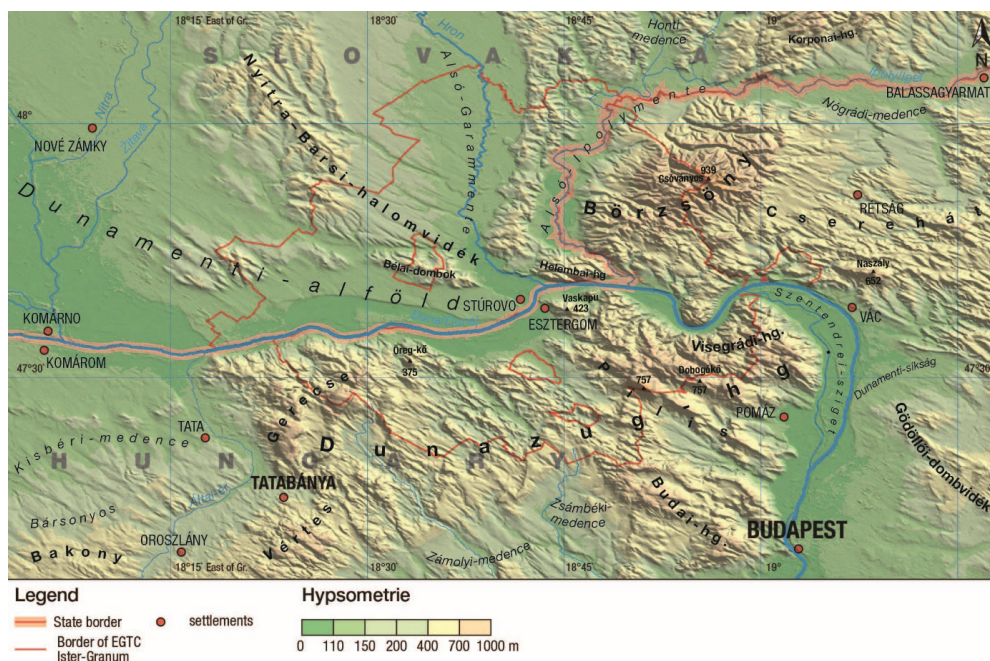 18°15' East of Gr.
18°30'
18°45'
19°
N
SLOVAKIA
Hron
Honti-medence
Korponai-hg.
Ipoly/Ipel
BALASSAGYARMAT
Nógrádi-medence
48°
Nitra
Žitava
NOVÉ ZÁMKY
Nyitra-Barsi-halomvidék
Alsó-Garammente
Alsó-Ipolymente
939
Csóványos
Börzsöny
RÉTSÁG
Cserehát
Dunamenti-alföld
Bélai-dombok
Helembai-hg.
Naszály
652
STÚROVO
ESZTERGOM
Vaskapu
423
VÁC
Szentendrei-sziget
KOMÁRNO
KOMÁROM
47°30'
Öreg-kő
375
Visegrádi-hg.
Dobogókő
757
757
Pilis hg
47°30'
Dunamenti-síkság
POMÁZ
Gerecse
Dunazug
Gödöllői-dombvidék
TATA
Kisbéri-medence
HUNGARY
TATABÁNYA
Által-ér
Bársonyos
Bakony
OROSZLÁNY
Vértes
Zsámbéki-medence
Zámolyi-medence
Budai-hg.
BUDAPEST
18°15' East of Gr.
18°30'
18°45'
19°
Legend
State border
settlements
Border of EGTC
Ister-Granum
Hypsometrie
0 110 150 200 400 700 1000 m